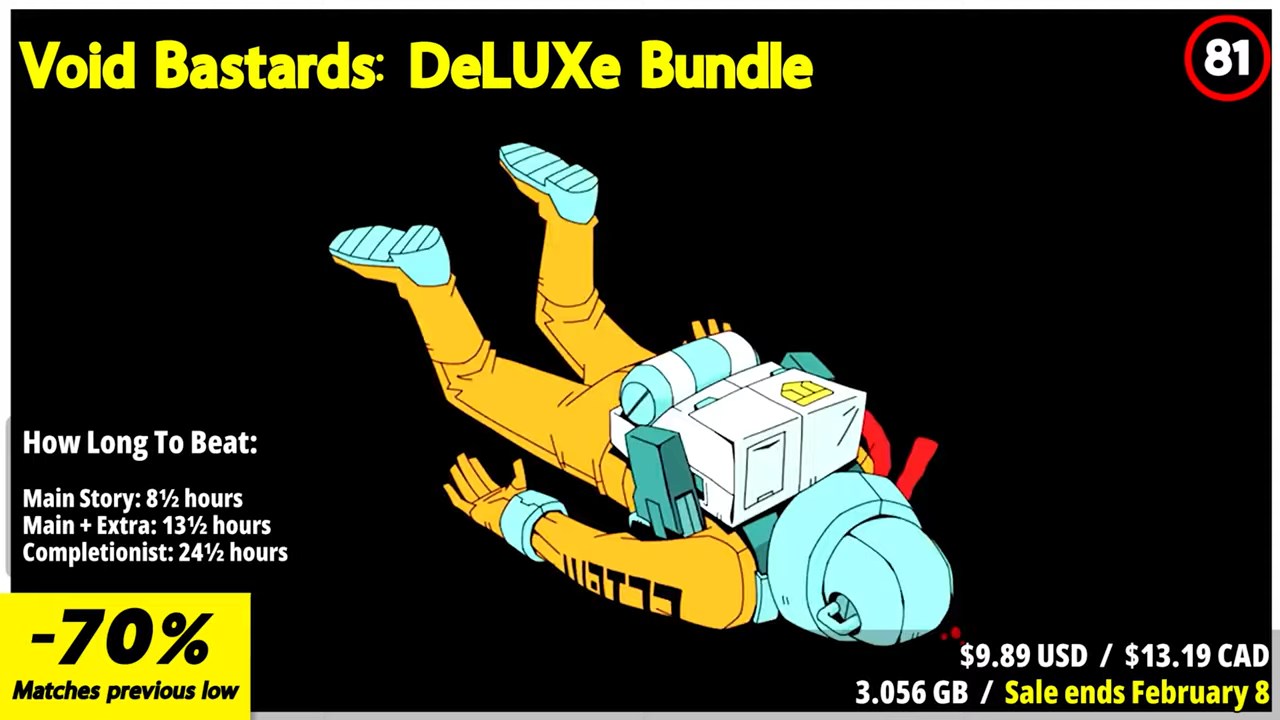 Void Bastards: DeLUXe Bundle
81
How Long To Beat:
Main Story: 8½ hours
Main + Extra: 13½ hours
Completionist: 24½ hours
-70%
Matches previous low
$9.89 USD / $13.19 CAD
3.056 GB / Sale ends February 8